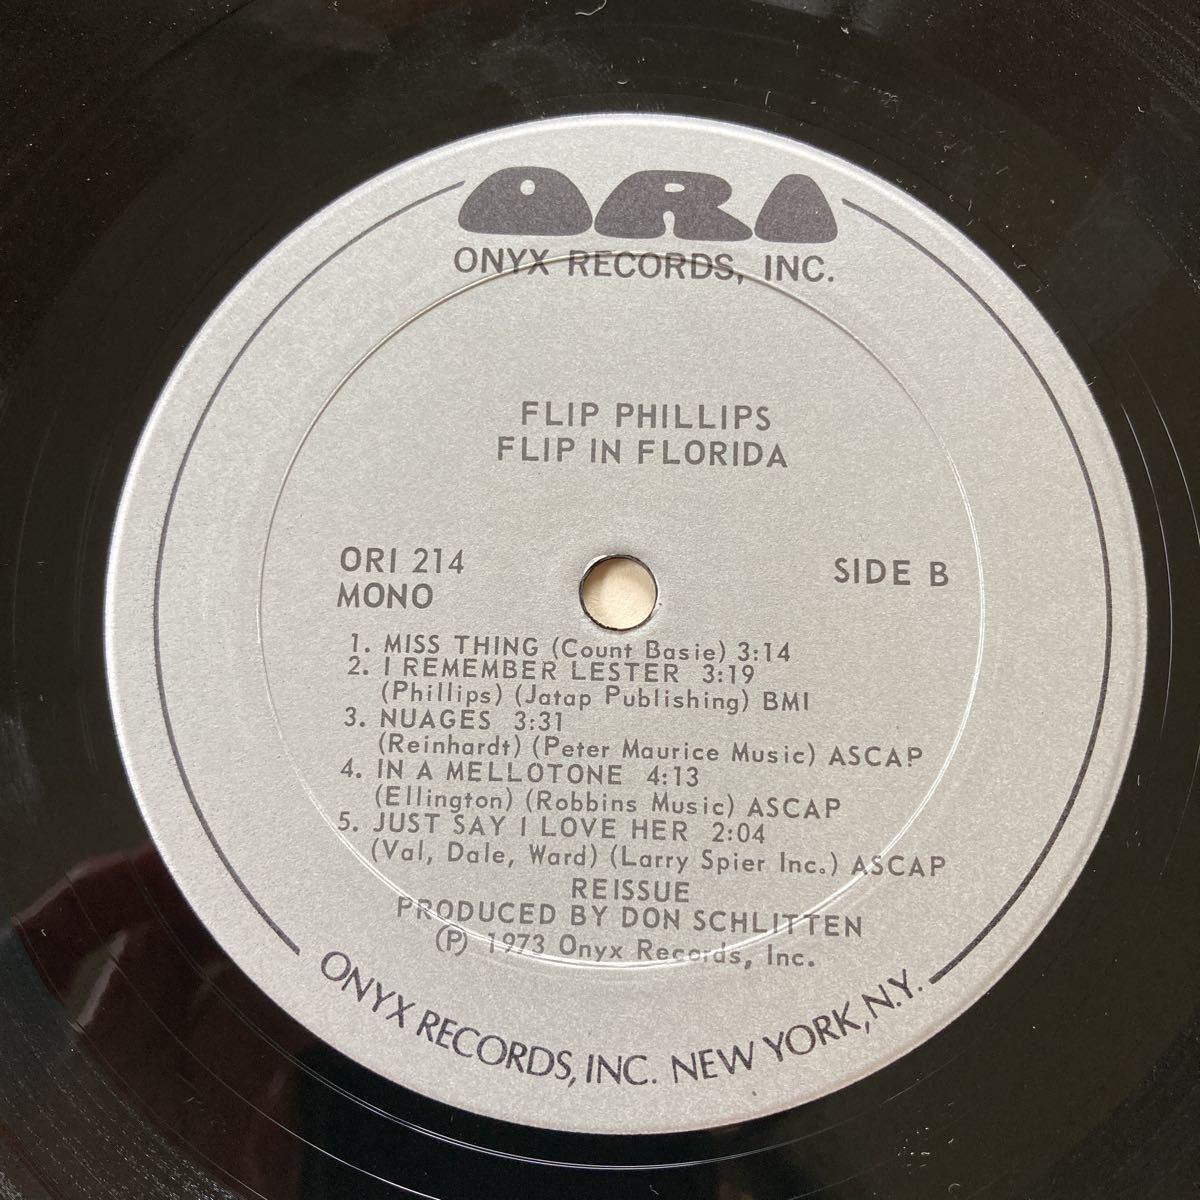 ORI
ONYX RECORDS, INC.
FLIP PHILLIPS
FLIP IN FLORIDA
ORI 214
MONO
SIDE B
1. MISS THING (Count Basie) 3:14
2. I REMEMBER LESTER 3:19
(Phillips) (Jatap Publishing) BMI
3. NUAGES 3:31
(Reinhardt) (Peter Maurice Music) ASCAP
4. IN A MELLOTONE 4:13
(Ellington) (Robbins Music) ASCAP
5. JUST SAY I LOVE HER 2:04
(Val, Dale, Ward) (Larry Spier Inc.) ASCAP
REISSUE
PRODUCED BY DON SCHLITTEN
(P) 1973 Onyx Records, Inc.
ONYX RECORDS, INC. NEW YORK, N.Y.